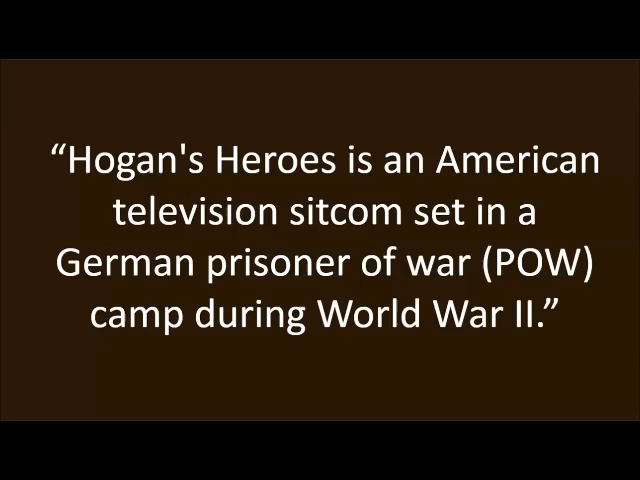 “Hogan's Heroes is an American
television sitcom set in a
German prisoner of war (POW)
camp during World War II.”